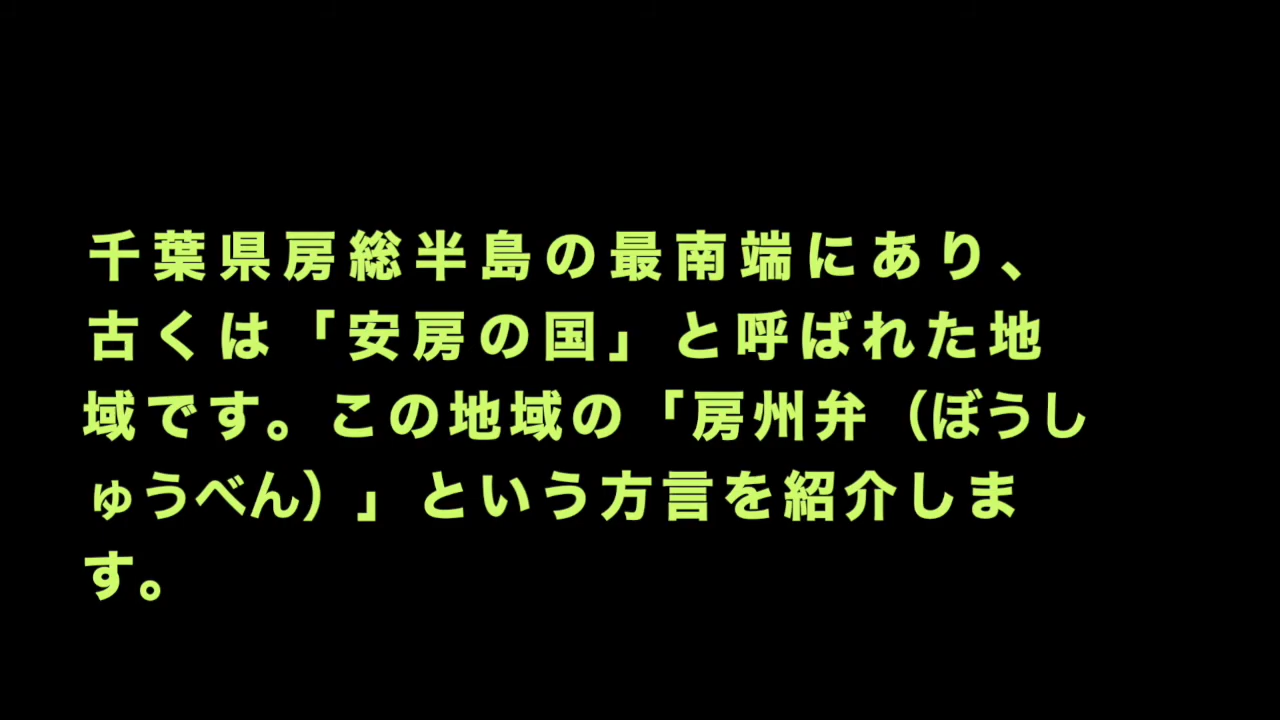 千葉県房総半島の最南端にあり、
古くは「安房の国」と呼ばれた地
域です。この地域の「房州弁（ぼうし
ゅうべん）」という方言を紹介しま
す。